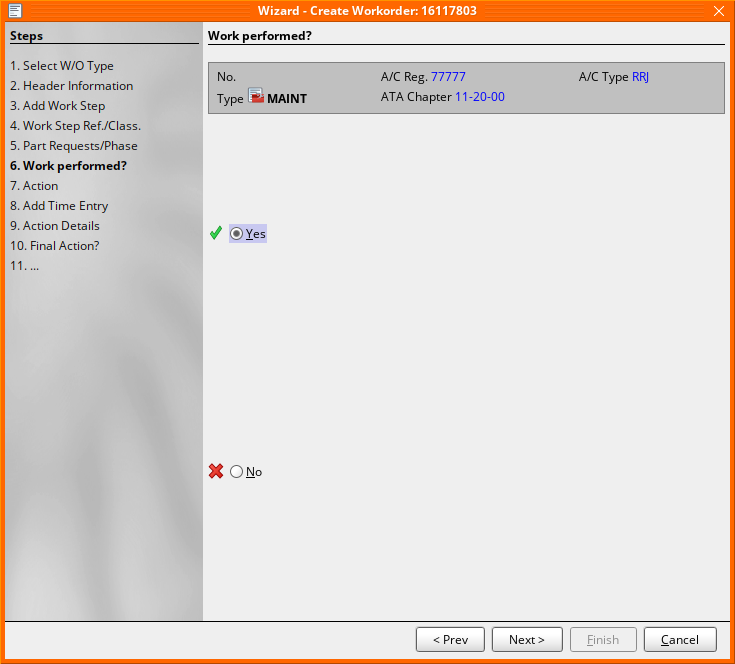 Wizard - Create Workorder: 16117803
Steps
1. Select W/O Type
2. Header Information
3. Add Work Step
4. Work Step Ref./Class.
5. Part Requests/Phase
6. Work performed?
7. Action
8. Add Time Entry
9. Action Details
10. Final Action?
11. ...
Work performed?
No. A/C Reg. 77777 A/C Type RRJ
Type MAINT ATA Chapter 11-20-00
Yes
No
< Prev Next > Finish Cancel